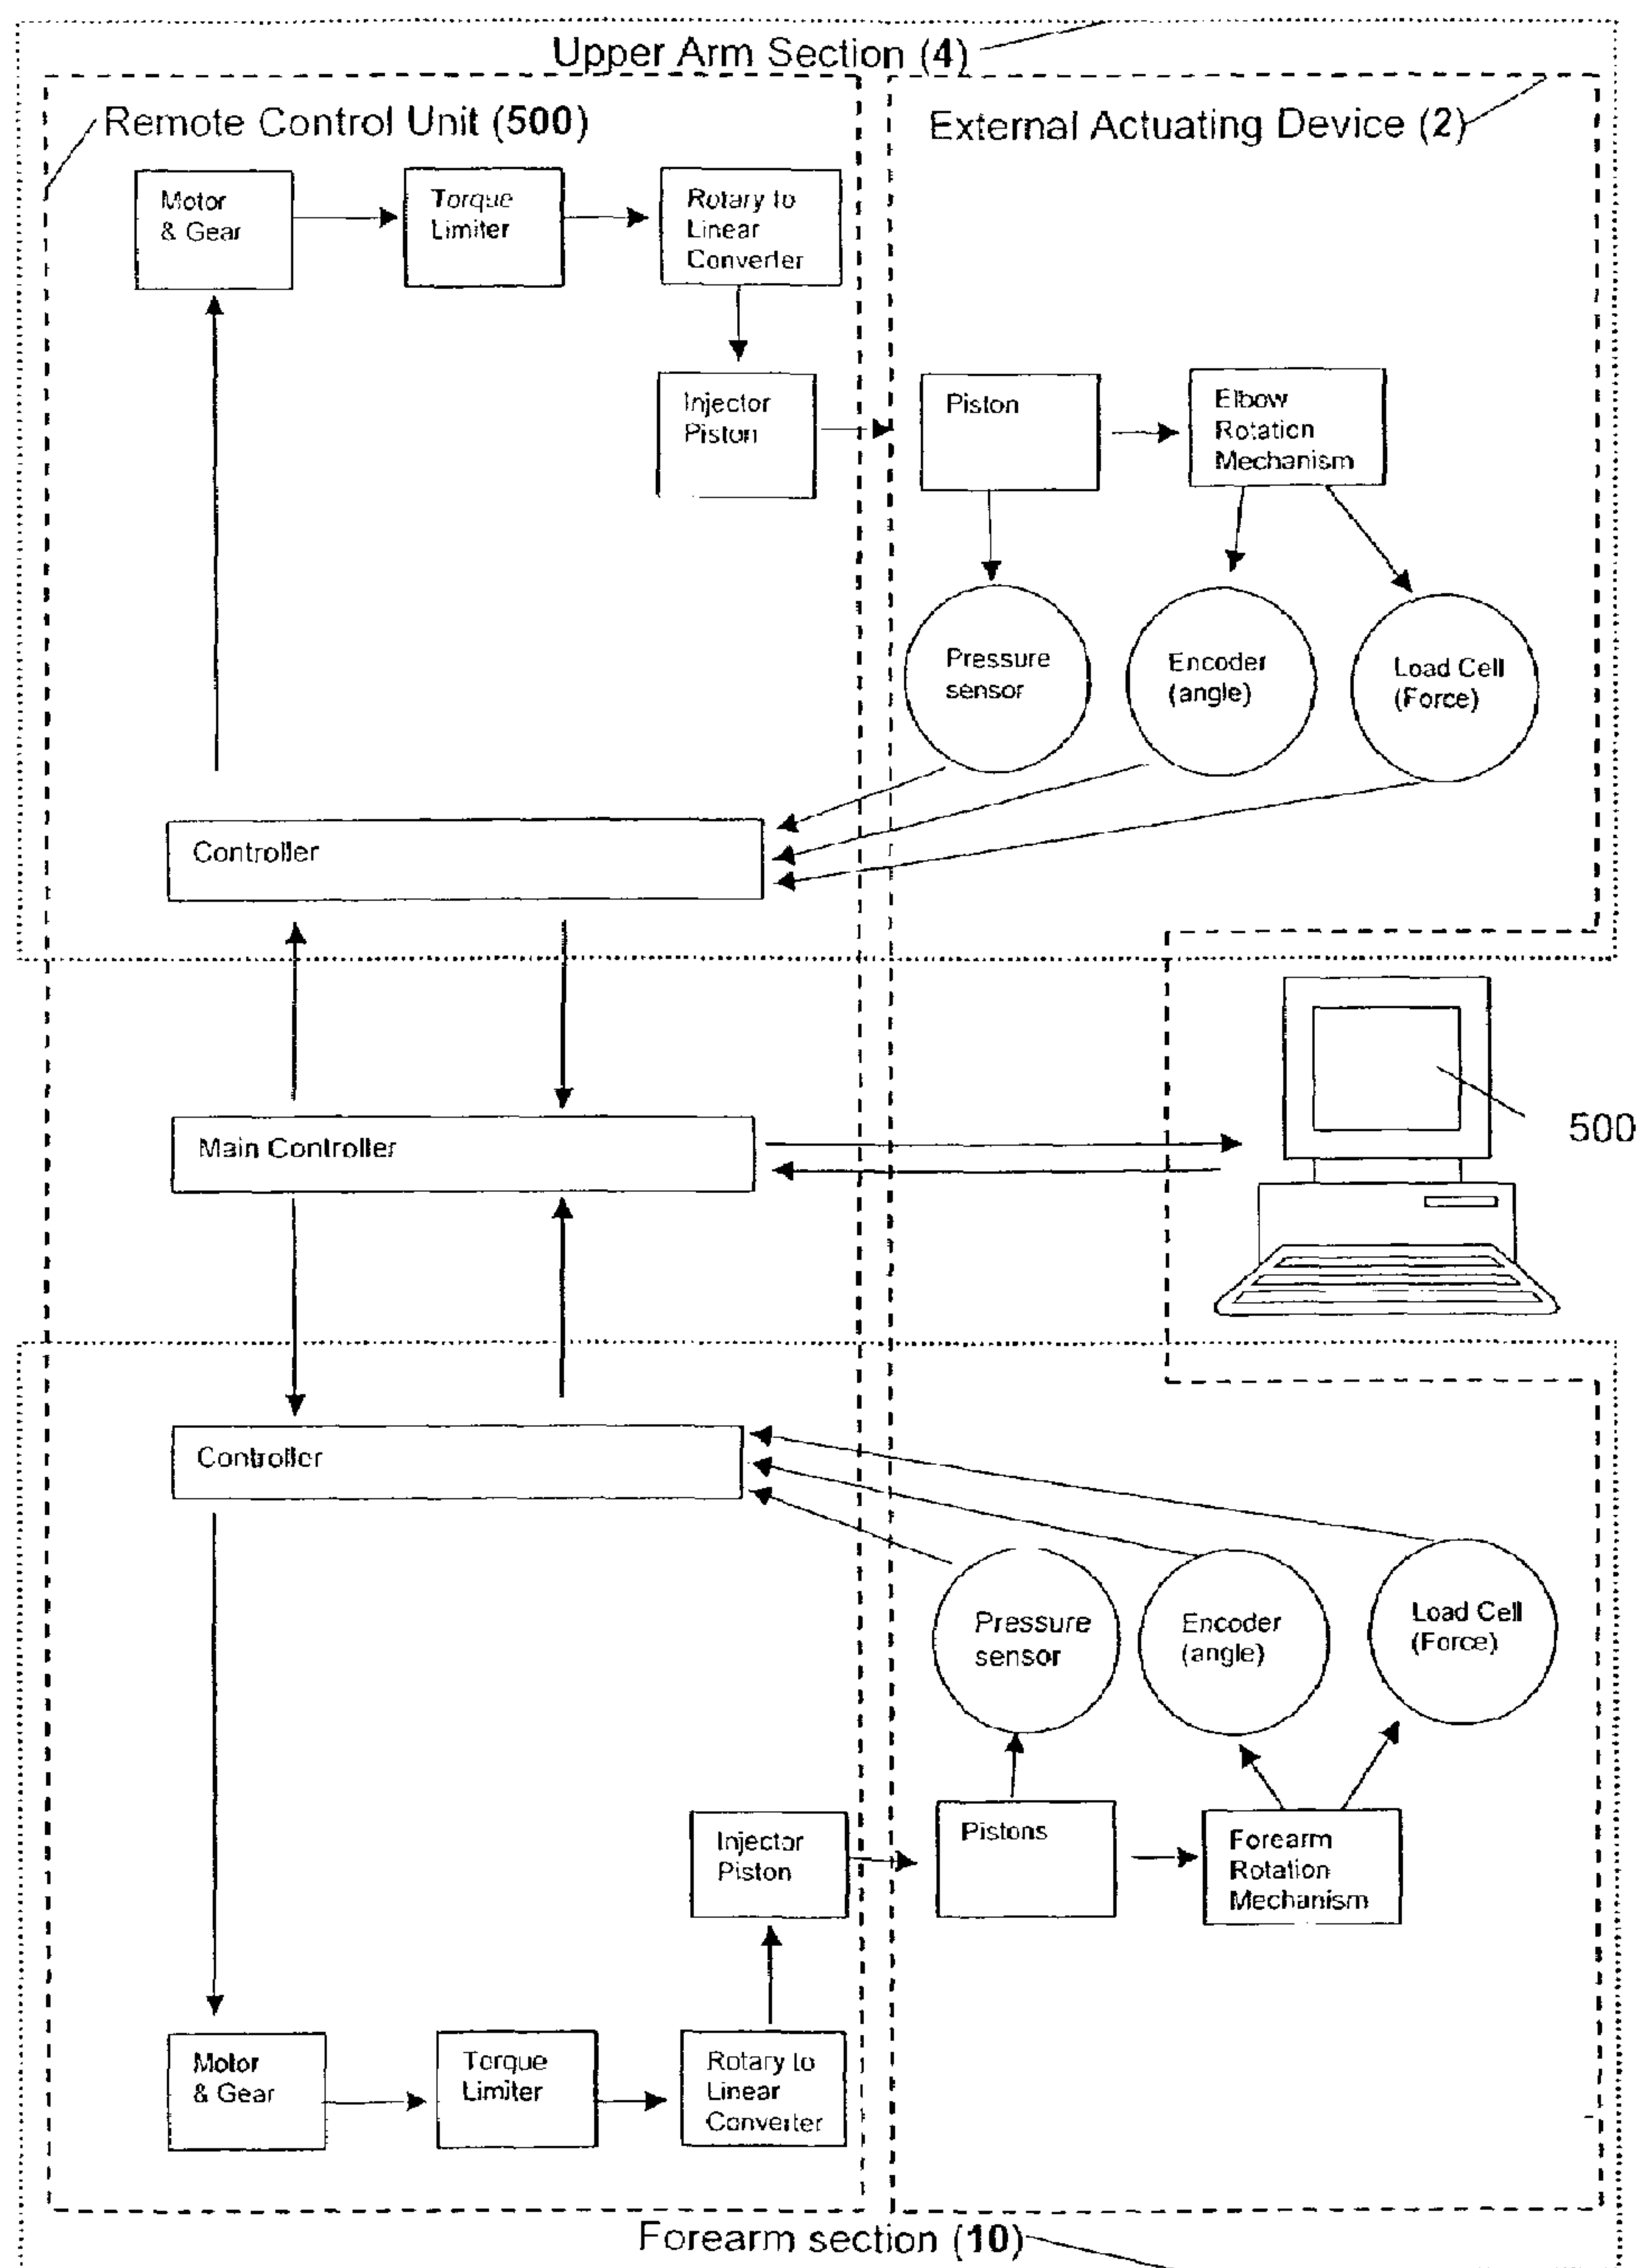 Upper Arm Section (4)
Remote Control Unit (500)
External Actuating Device (2)
Motor
& Gear
Torque
Limiter
Rotary to
Linear
Converter
Injector
Piston
Piston
Elbow
Rotation
Mechanism
Pressure
sensor
Encoder
(angle)
Load Cell
(Force)
Controller
Main Controller
500
Controller
Pressure
sensor
Encoder
(angle)
Load Cell
(Force)
Injector
Piston
Pistons
Forearm
Rotation
Mechanism
Motor
& Gear
Torque
Limiter
Rotary to
Linear
Converter
Forearm section (10)